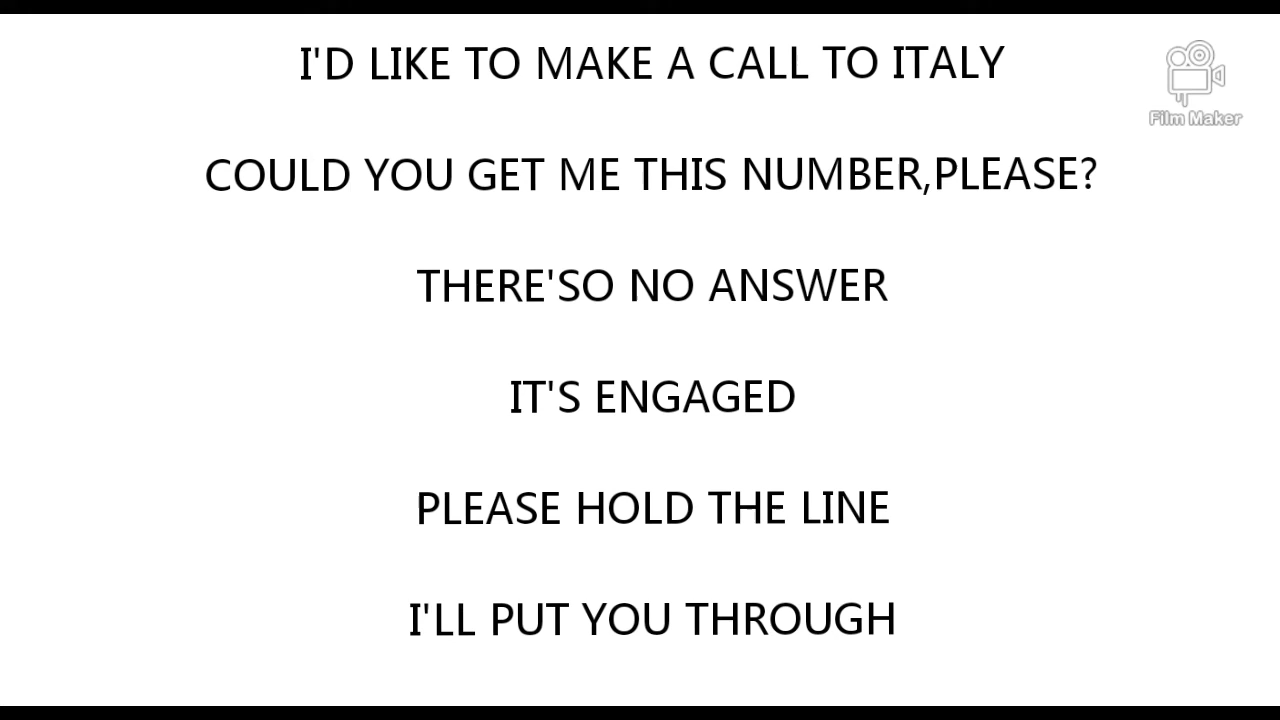 I'D LIKE TO MAKE A CALL TO ITALY
Film Maker
COULD YOU GET ME THIS NUMBER,PLEASE?
THERE'SO NO ANSWER
IT'S ENGAGED
PLEASE HOLD THE LINE
I'LL PUT YOU THROUGH